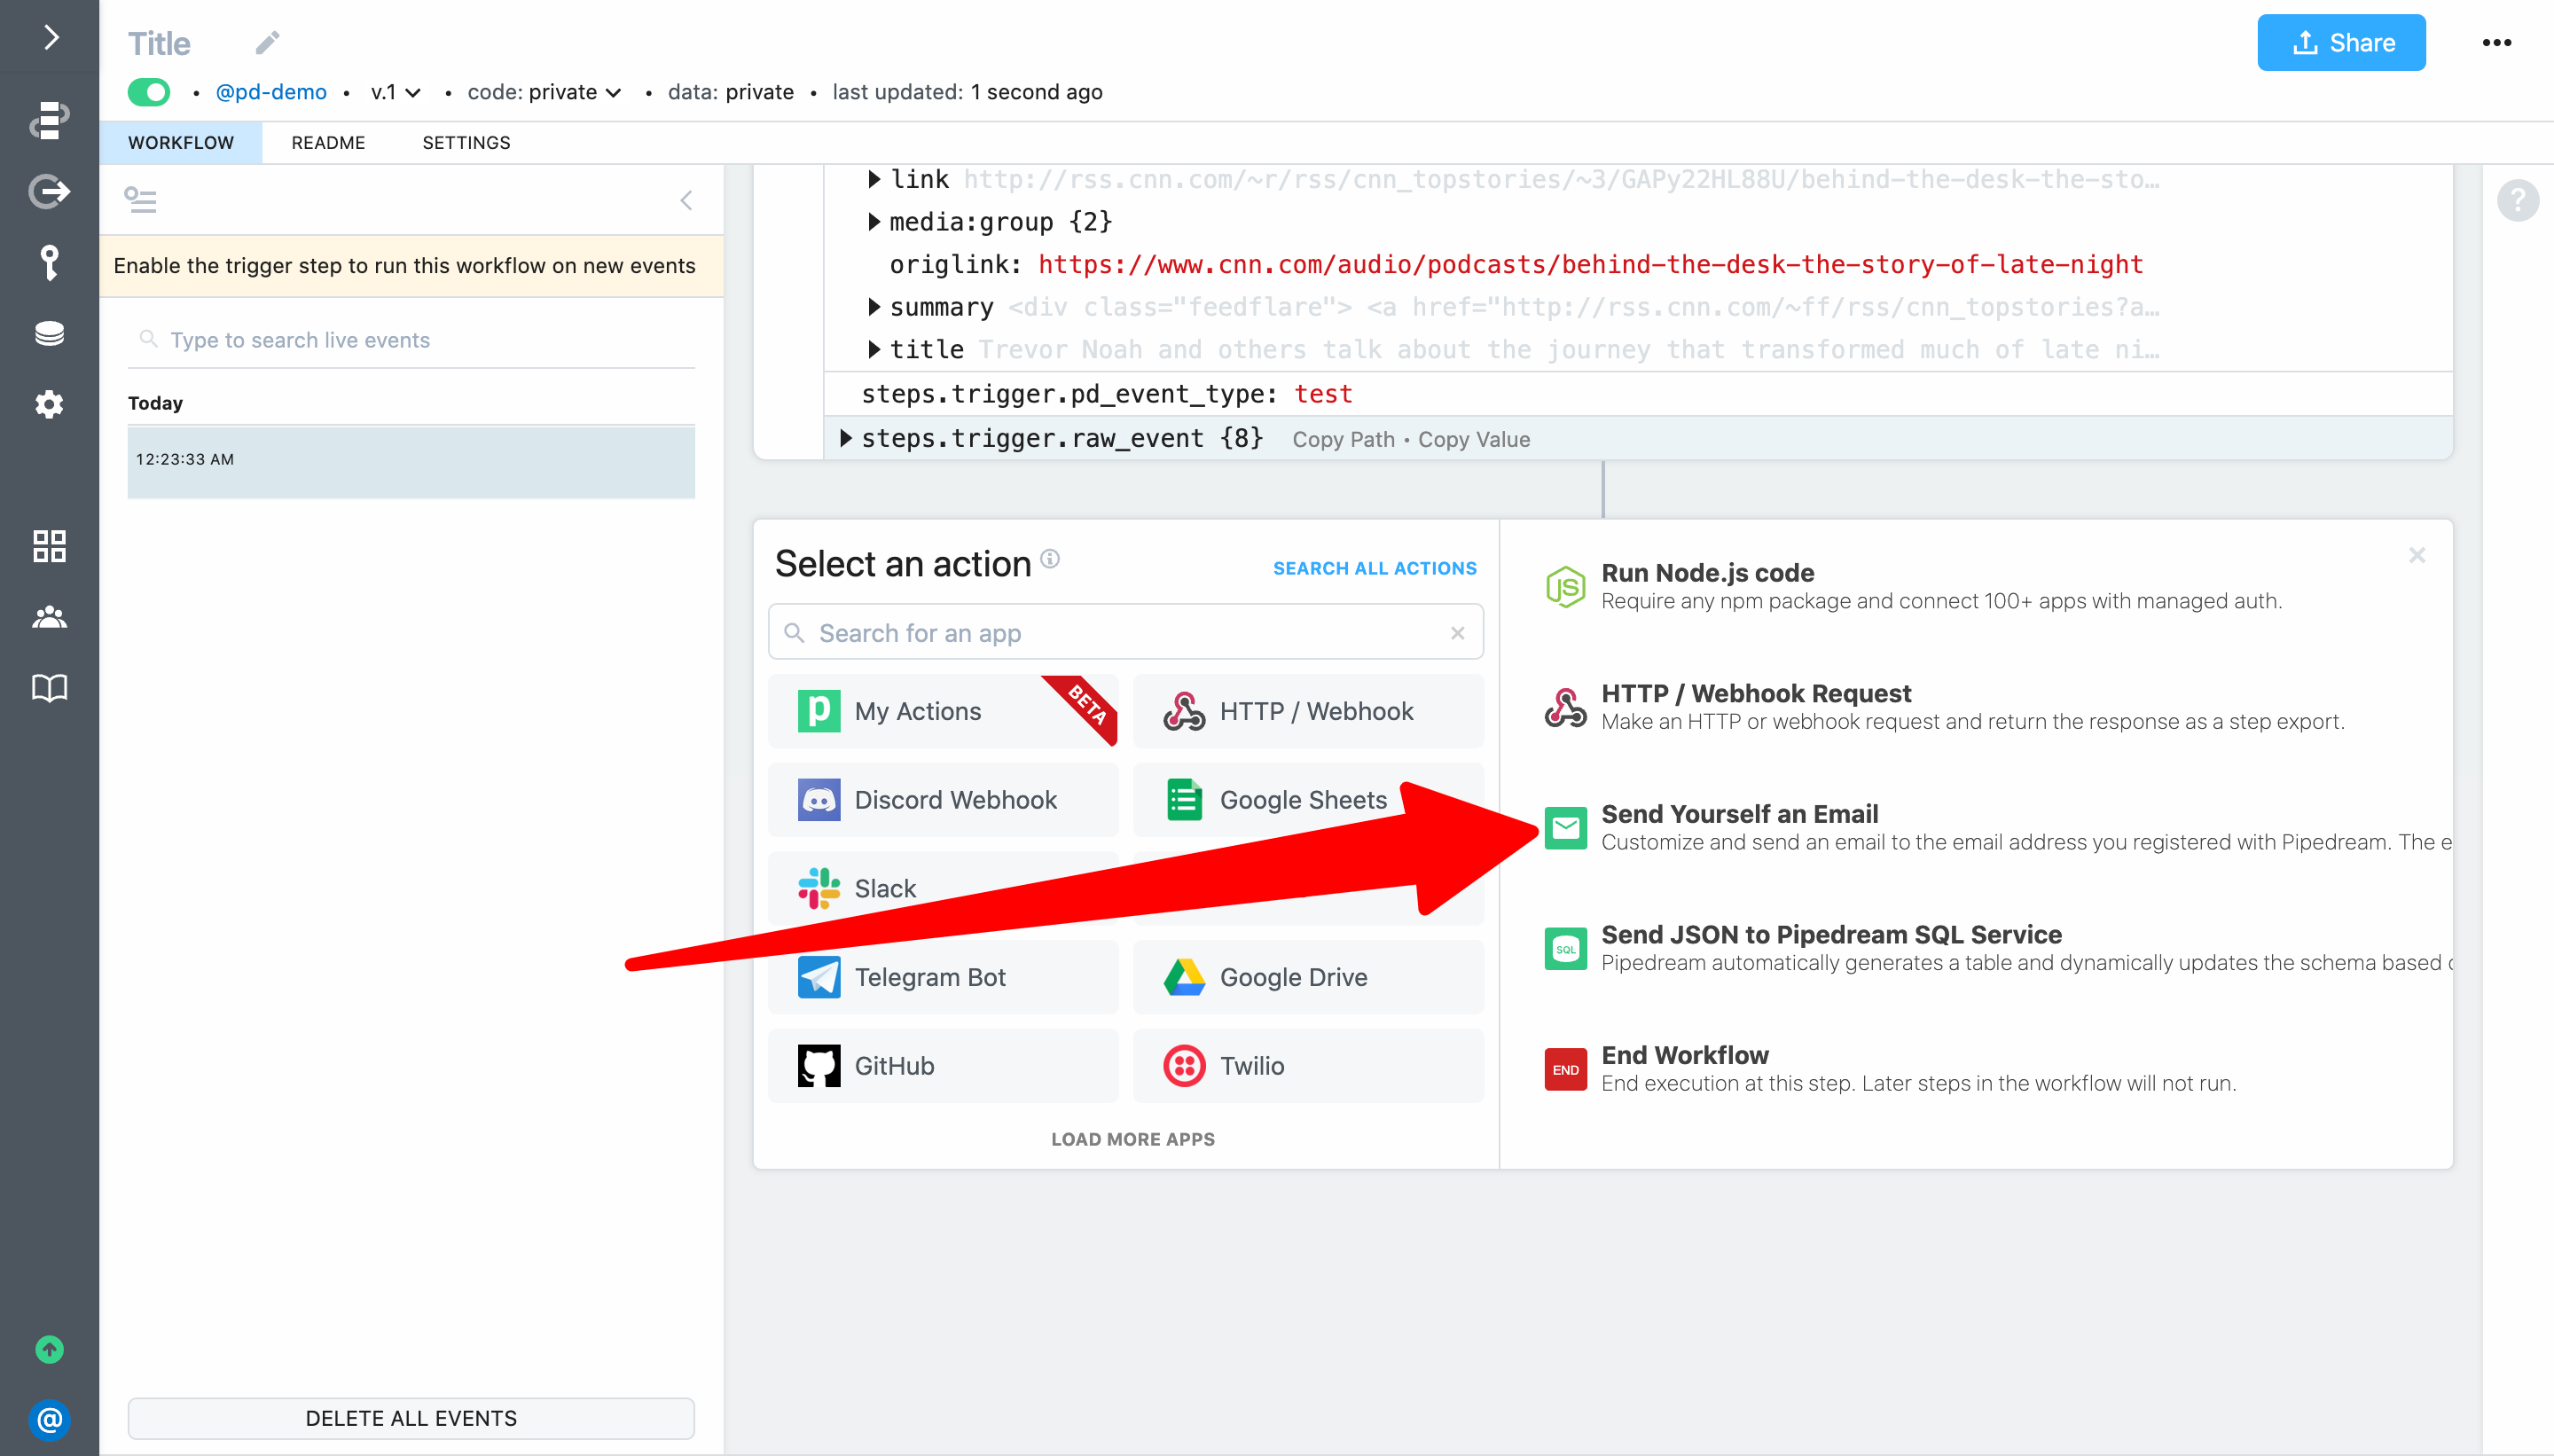 Title
Share
@pd-demo • v.1 • code: private • data: private • last updated: 1 second ago
WORKFLOW README SETTINGS
Enable the trigger step to run this workflow on new events
Type to search live events
Today
12:23:33 AM
DELETE ALL EVENTS
link http://rss.cnn.com/~r/rss/cnn_topstories/~3/GAPy22HL88U/behind-the-desk-the-sto…
media:group {2}
origlink: https://www.cnn.com/audio/podcasts/behind-the-desk-the-story-of-late-night
summary <div class="feedflare"> <a href="http://rss.cnn.com/~ff/rss/cnn_topstories?a…
title Trevor Noah and others talk about the journey that transformed much of late ni…
steps.trigger.pd_event_type: test
steps.trigger.raw_event {8} Copy Path • Copy Value
?
Select an action
SEARCH ALL ACTIONS
Search for an app
My Actions
BETA
HTTP / Webhook
Discord Webhook
Google Sheets
Slack
Telegram Bot
Google Drive
GitHub
Twilio
LOAD MORE APPS
JS
Run Node.js code
Require any npm package and connect 100+ apps with managed auth.
HTTP / Webhook Request
Make an HTTP or webhook request and return the response as a step export.
Send Yourself an Email
Customize and send an email to the email address you registered with Pipedream. The e
SQL
Send JSON to Pipedream SQL Service
Pipedream automatically generates a table and dynamically updates the schema based
END
End Workflow
End execution at this step. Later steps in the workflow will not run.